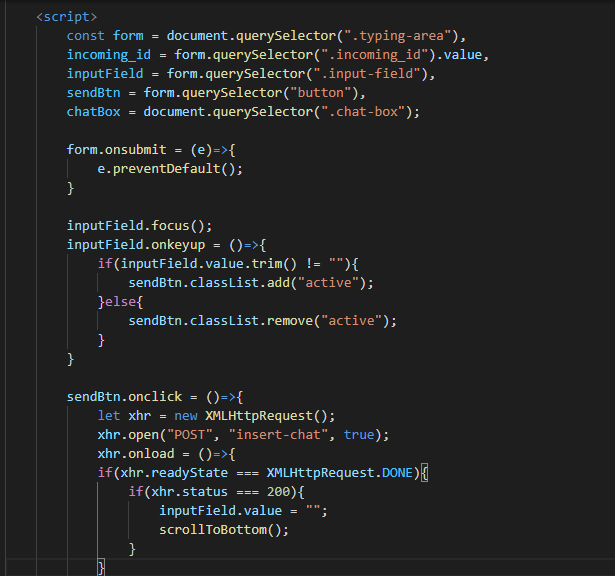 <script>
const form = document.querySelector(".typing-area"),
incoming_id = form.querySelector(".incoming_id").value,
inputField = form.querySelector(".input-field"),
sendBtn = form.querySelector("button"),
chatBox = document.querySelector(".chat-box");
form.onsubmit = (e)=>{
e.preventDefault();
}
inputField.focus();
inputField.onkeyup = ()=>{
if(inputField.value.trim() != ""){
sendBtn.classList.add("active");
}else{
sendBtn.classList.remove("active");
}
}
sendBtn.onclick = ()=>{
let xhr = new XMLHttpRequest();
xhr.open("POST", "insert-chat", true);
xhr.onload = ()=>{
if(xhr.readyState === XMLHttpRequest.DONE){
if(xhr.status === 200){
inputField.value = "";
scrollToBottom();
}
}